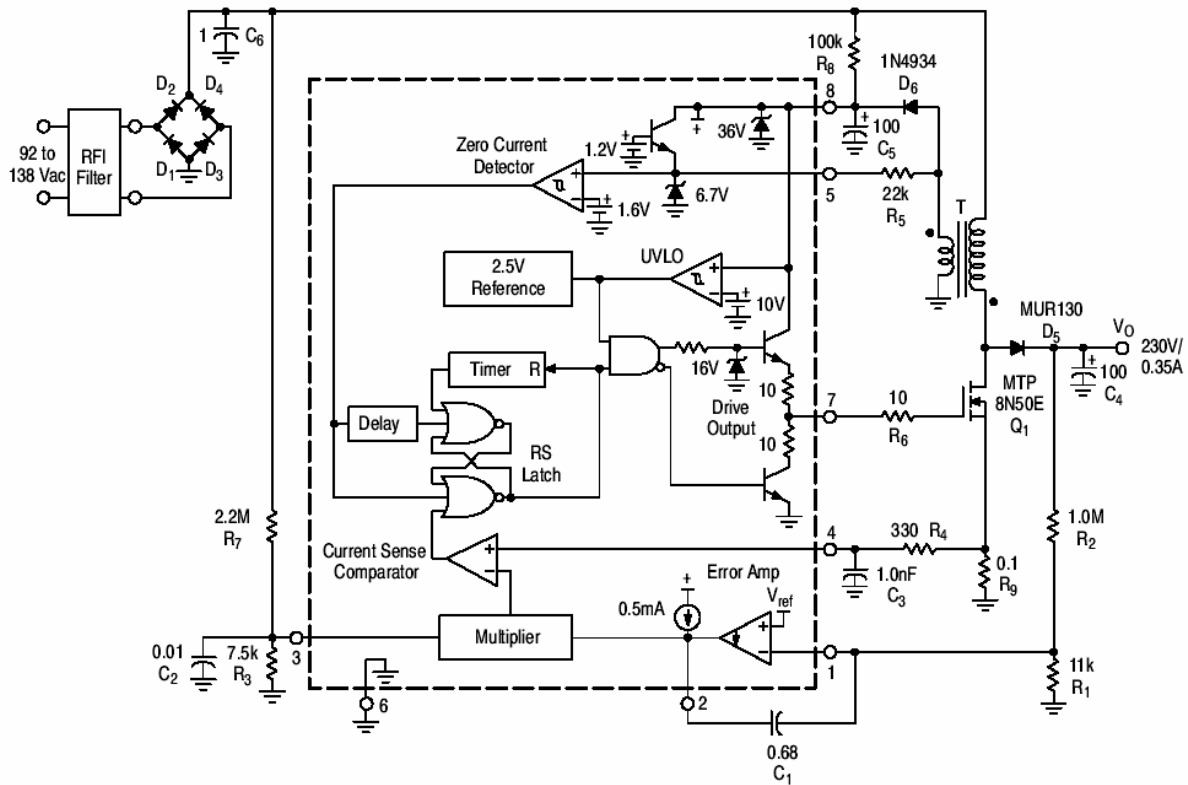 1
C6
D2
D4
D1
D3
92 to
138 Vac
RFI
Filter
100k
R8
1N4934
D6
8
100
C5
36V
1.2V
Zero Current
Detector
6.7V
1.6V
5
22k
R5
T
UVLO
2.5V
Reference
10V
MUR130
D5
VO
230V/
0.35A
100
C4
16V
Timer
R
10
Drive
Output
10
7
10
R6
MTP
8N50E
Q1
Delay
RS
Latch
2.2M
R7
Current Sense
Comparator
4
330 R4
1.0nF
C3
0.1
R9
1.0M
R2
Error Amp
0.5mA
Vref
Multiplier
3
1
0.01
C2
7.5k
R3
11k
R1
6
2
0.68
C1